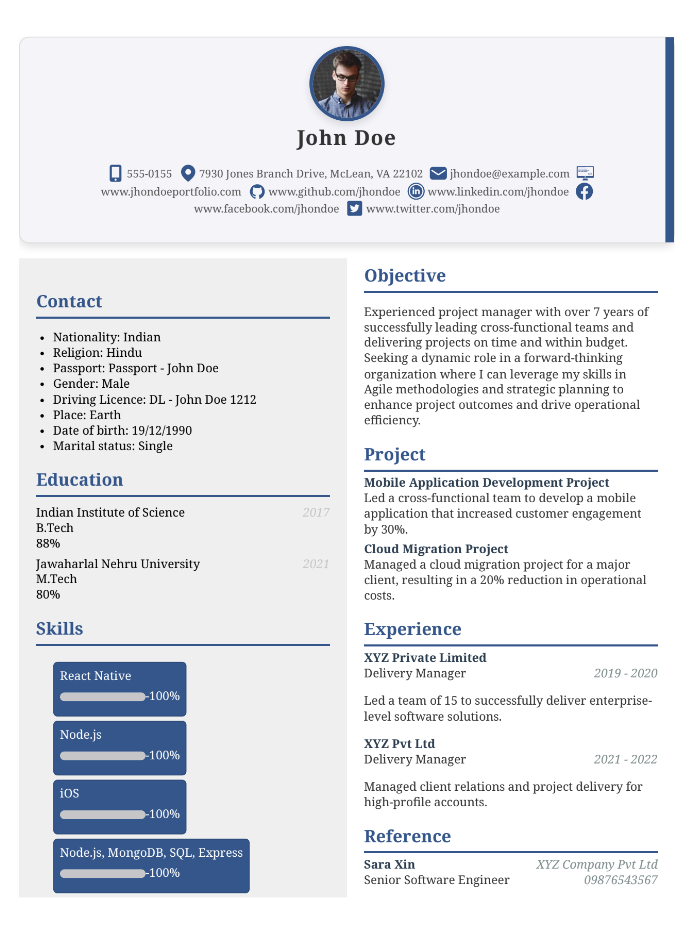 John Doe
555-0155 7930 Jones Branch Drive, McLean, VA 22102 jhondoe@example.com
www.jhondoeportfolio.com www.github.com/jhondoe www.linkedin.com/jhondoe
www.facebook.com/jhondoe www.twitter.com/jhondoe
Contact
• Nationality: Indian
• Religion: Hindu
• Passport: Passport - John Doe
• Gender: Male
• Driving Licence: DL - John Doe 1212
• Place: Earth
• Date of birth: 19/12/1990
• Marital status: Single
Education
Indian Institute of Science 2017
B.Tech
88%
Jawaharlal Nehru University 2021
M.Tech
80%
Skills
React Native
-100%
Node.js
-100%
iOS
-100%
Node.js, MongoDB, SQL, Express
-100%
Objective
Experienced project manager with over 7 years of
successfully leading cross-functional teams and
delivering projects on time and within budget.
Seeking a dynamic role in a forward-thinking
organization where I can leverage my skills in
Agile methodologies and strategic planning to
enhance project outcomes and drive operational
efficiency.
Project
Mobile Application Development Project
Led a cross-functional team to develop a mobile
application that increased customer engagement
by 30%.
Cloud Migration Project
Managed a cloud migration project for a major
client, resulting in a 20% reduction in operational
costs.
Experience
XYZ Private Limited
Delivery Manager 2019 - 2020
Led a team of 15 to successfully deliver enterprise-
level software solutions.
XYZ Pvt Ltd
Delivery Manager 2021 - 2022
Managed client relations and project delivery for
high-profile accounts.
Reference
Sara Xin XYZ Company Pvt Ltd
Senior Software Engineer 09876543567